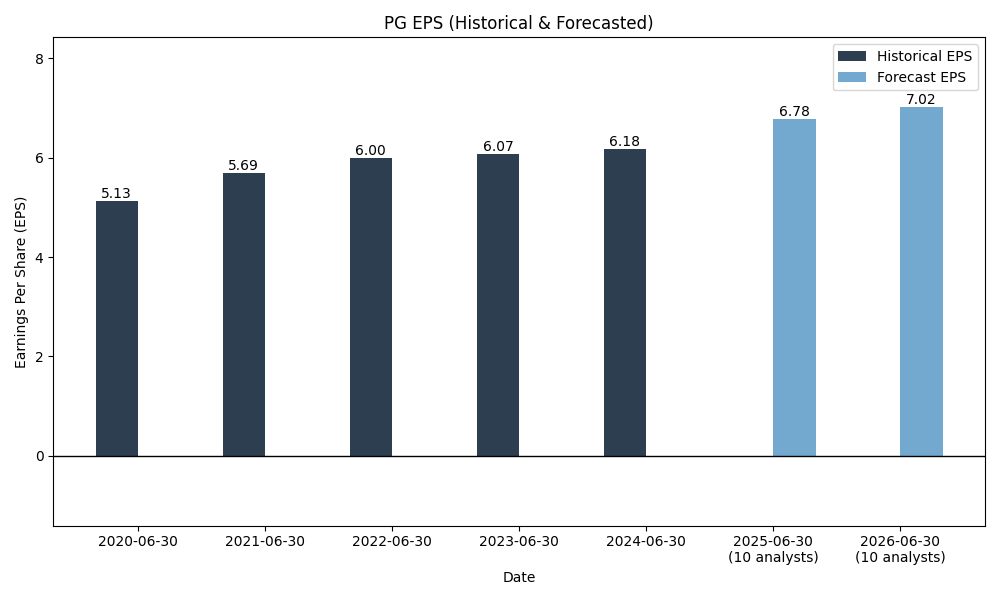 PG EPS (Historical & Forecasted)
Historical EPS
Forecast EPS
Earnings Per Share (EPS)
8
6
4
2
0
5.13
5.69
6.00
6.07
6.18
6.78
7.02
2020-06-30
2021-06-30
2022-06-30
2023-06-30
2024-06-30
2025-06-30
(10 analysts)
2026-06-30
(10 analysts)
Date